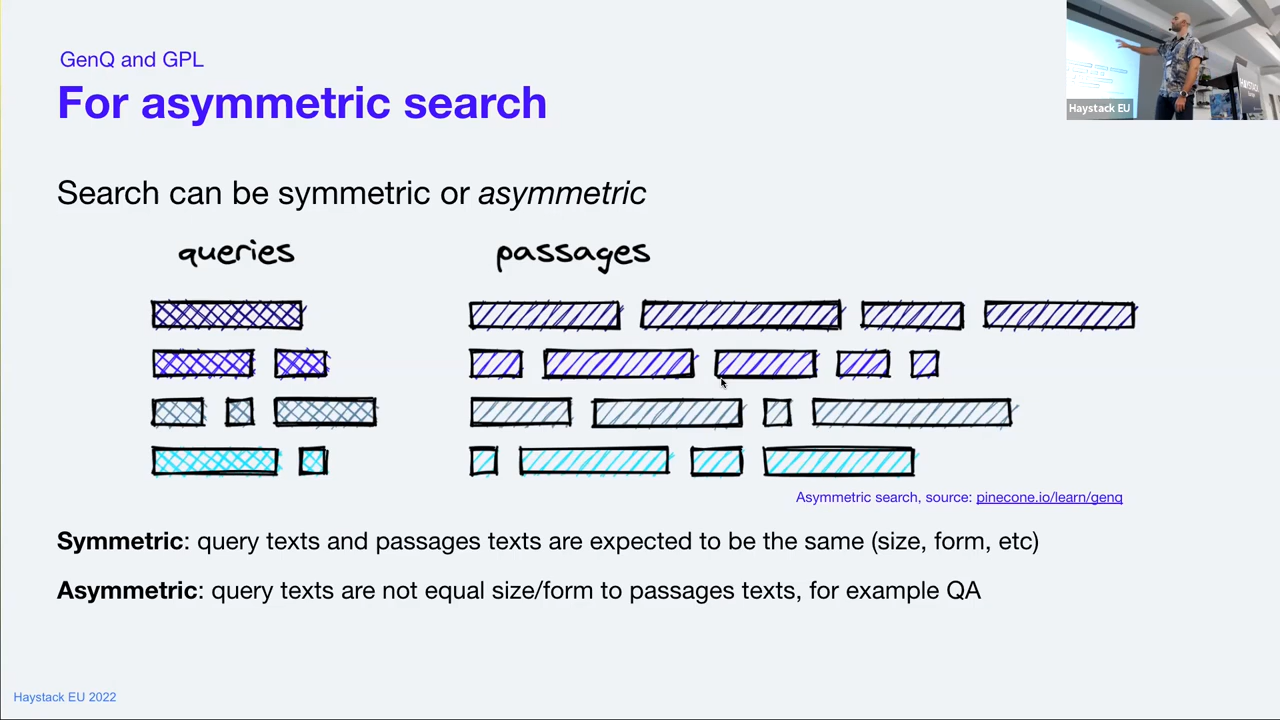 GenQ and GPL
For asymmetric search
Haystack EU
Search can be symmetric or asymmetric
queries
passages
Asymmetric search, source: pinecone.io/learn/genq
Symmetric: query texts and passages texts are expected to be the same (size, form, etc)
Asymmetric: query texts are not equal size/form to passages texts, for example QA
Haystack EU 2022